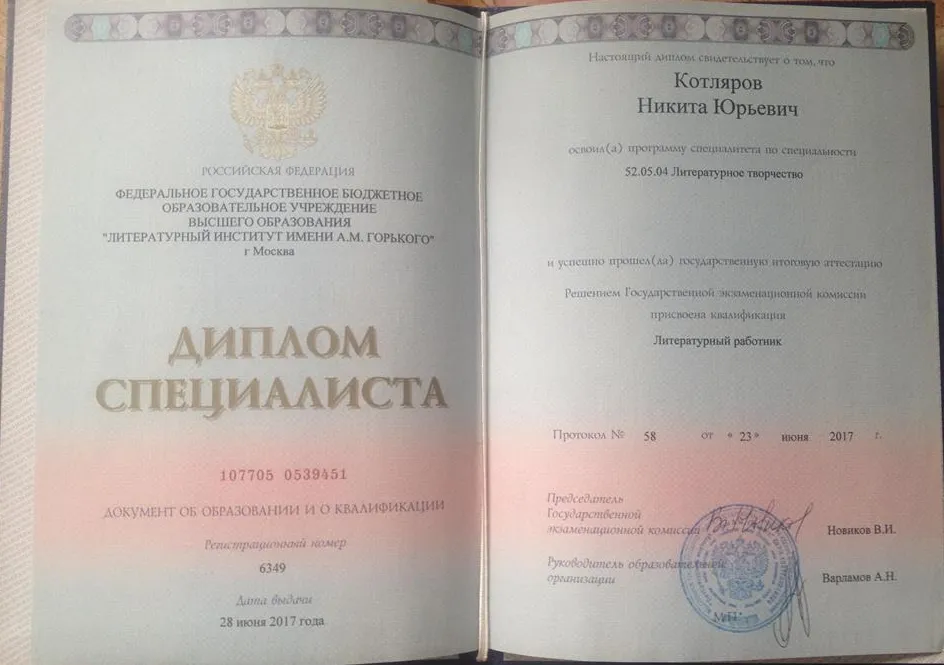 РОССИЙСКАЯ ФЕДЕРАЦИЯ
ФЕДЕРАЛЬНОЕ ГОСУДАРСТВЕННОЕ БЮДЖЕТНОЕ
ОБРАЗОВАТЕЛЬНОЕ УЧРЕЖДЕНИЕ
ВЫСШЕГО ОБРАЗОВАНИЯ
"ЛИТЕРАТУРНЫЙ ИНСТИТУТ ИМЕНИ А.М. ГОРЬКОГО"
г Москва
ДИПЛОМ
СПЕЦИАЛИСТА
107705 0539451
ДОКУМЕНТ ОБ ОБРАЗОВАНИИ И О КВАЛИФИКАЦИИ
Регистрационный номер
6349
Дата выдачи
28 июня 2017 года
Настоящий диплом свидетельствует о том, что
Котляров
Никита Юрьевич
освоил(а) программу специалитета по специальности
52.05.04 Литературное творчество
и успешно прошел(ла) государственную итоговую аттестацию
Решением Государственной экзаменационной комиссии
присвоена квалификация
Литературный работник
Протокол № 58 от « 23 » июня 2017 г.
Председатель
Государственной
экзаменационной комиссии
Новиков В.И.
Руководитель образовательной
организации
Варламов А.Н.
М.П.